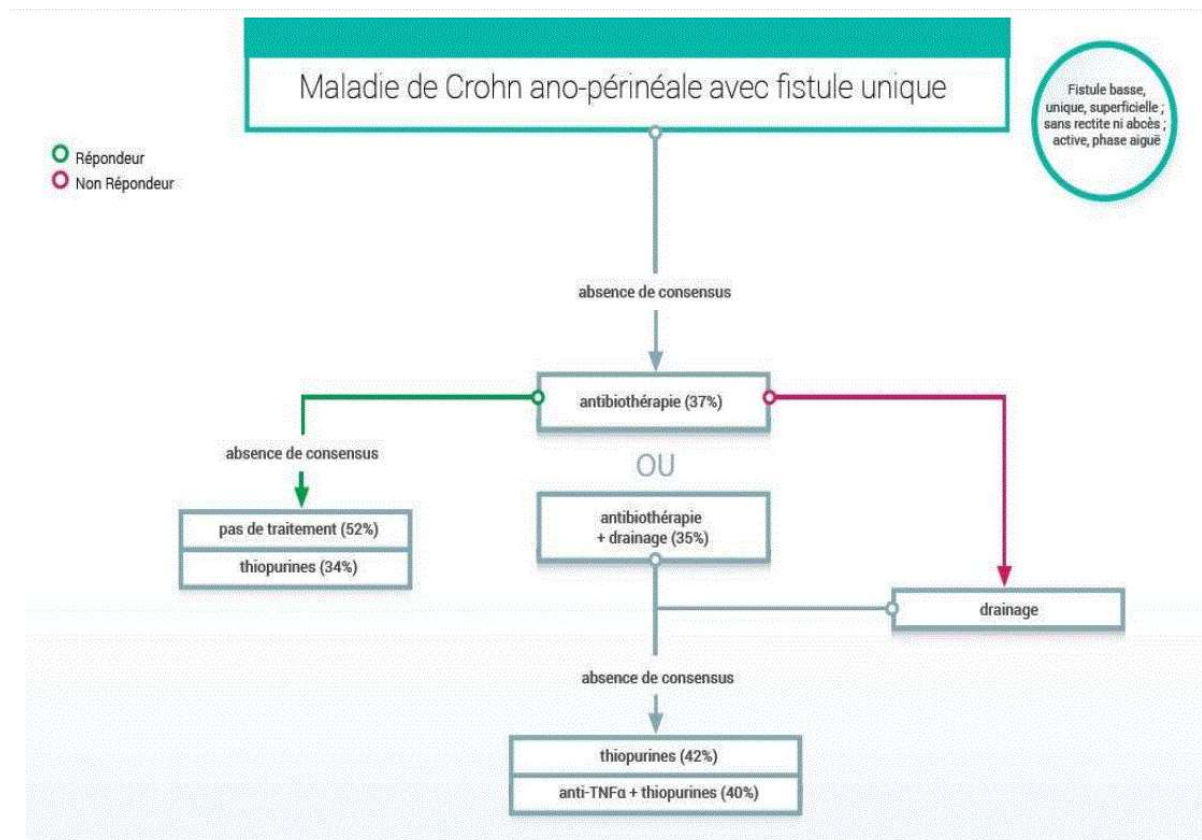 Maladie de Crohn ano-périnéale avec fistule unique
Fistule basse,
unique, superficielle ;
sans rectite ni abcès ;
active, phase aiguë
Répondeur
Non Répondeur
absence de consensus
antibiothérapie (37%)
absence de consensus
OU
pas de traitement (52%)
thiopurines (34%)
antibiothérapie
+ drainage (35%)
drainage
absence de consensus
thiopurines (42%)
anti-TNFα + thiopurines (40%)